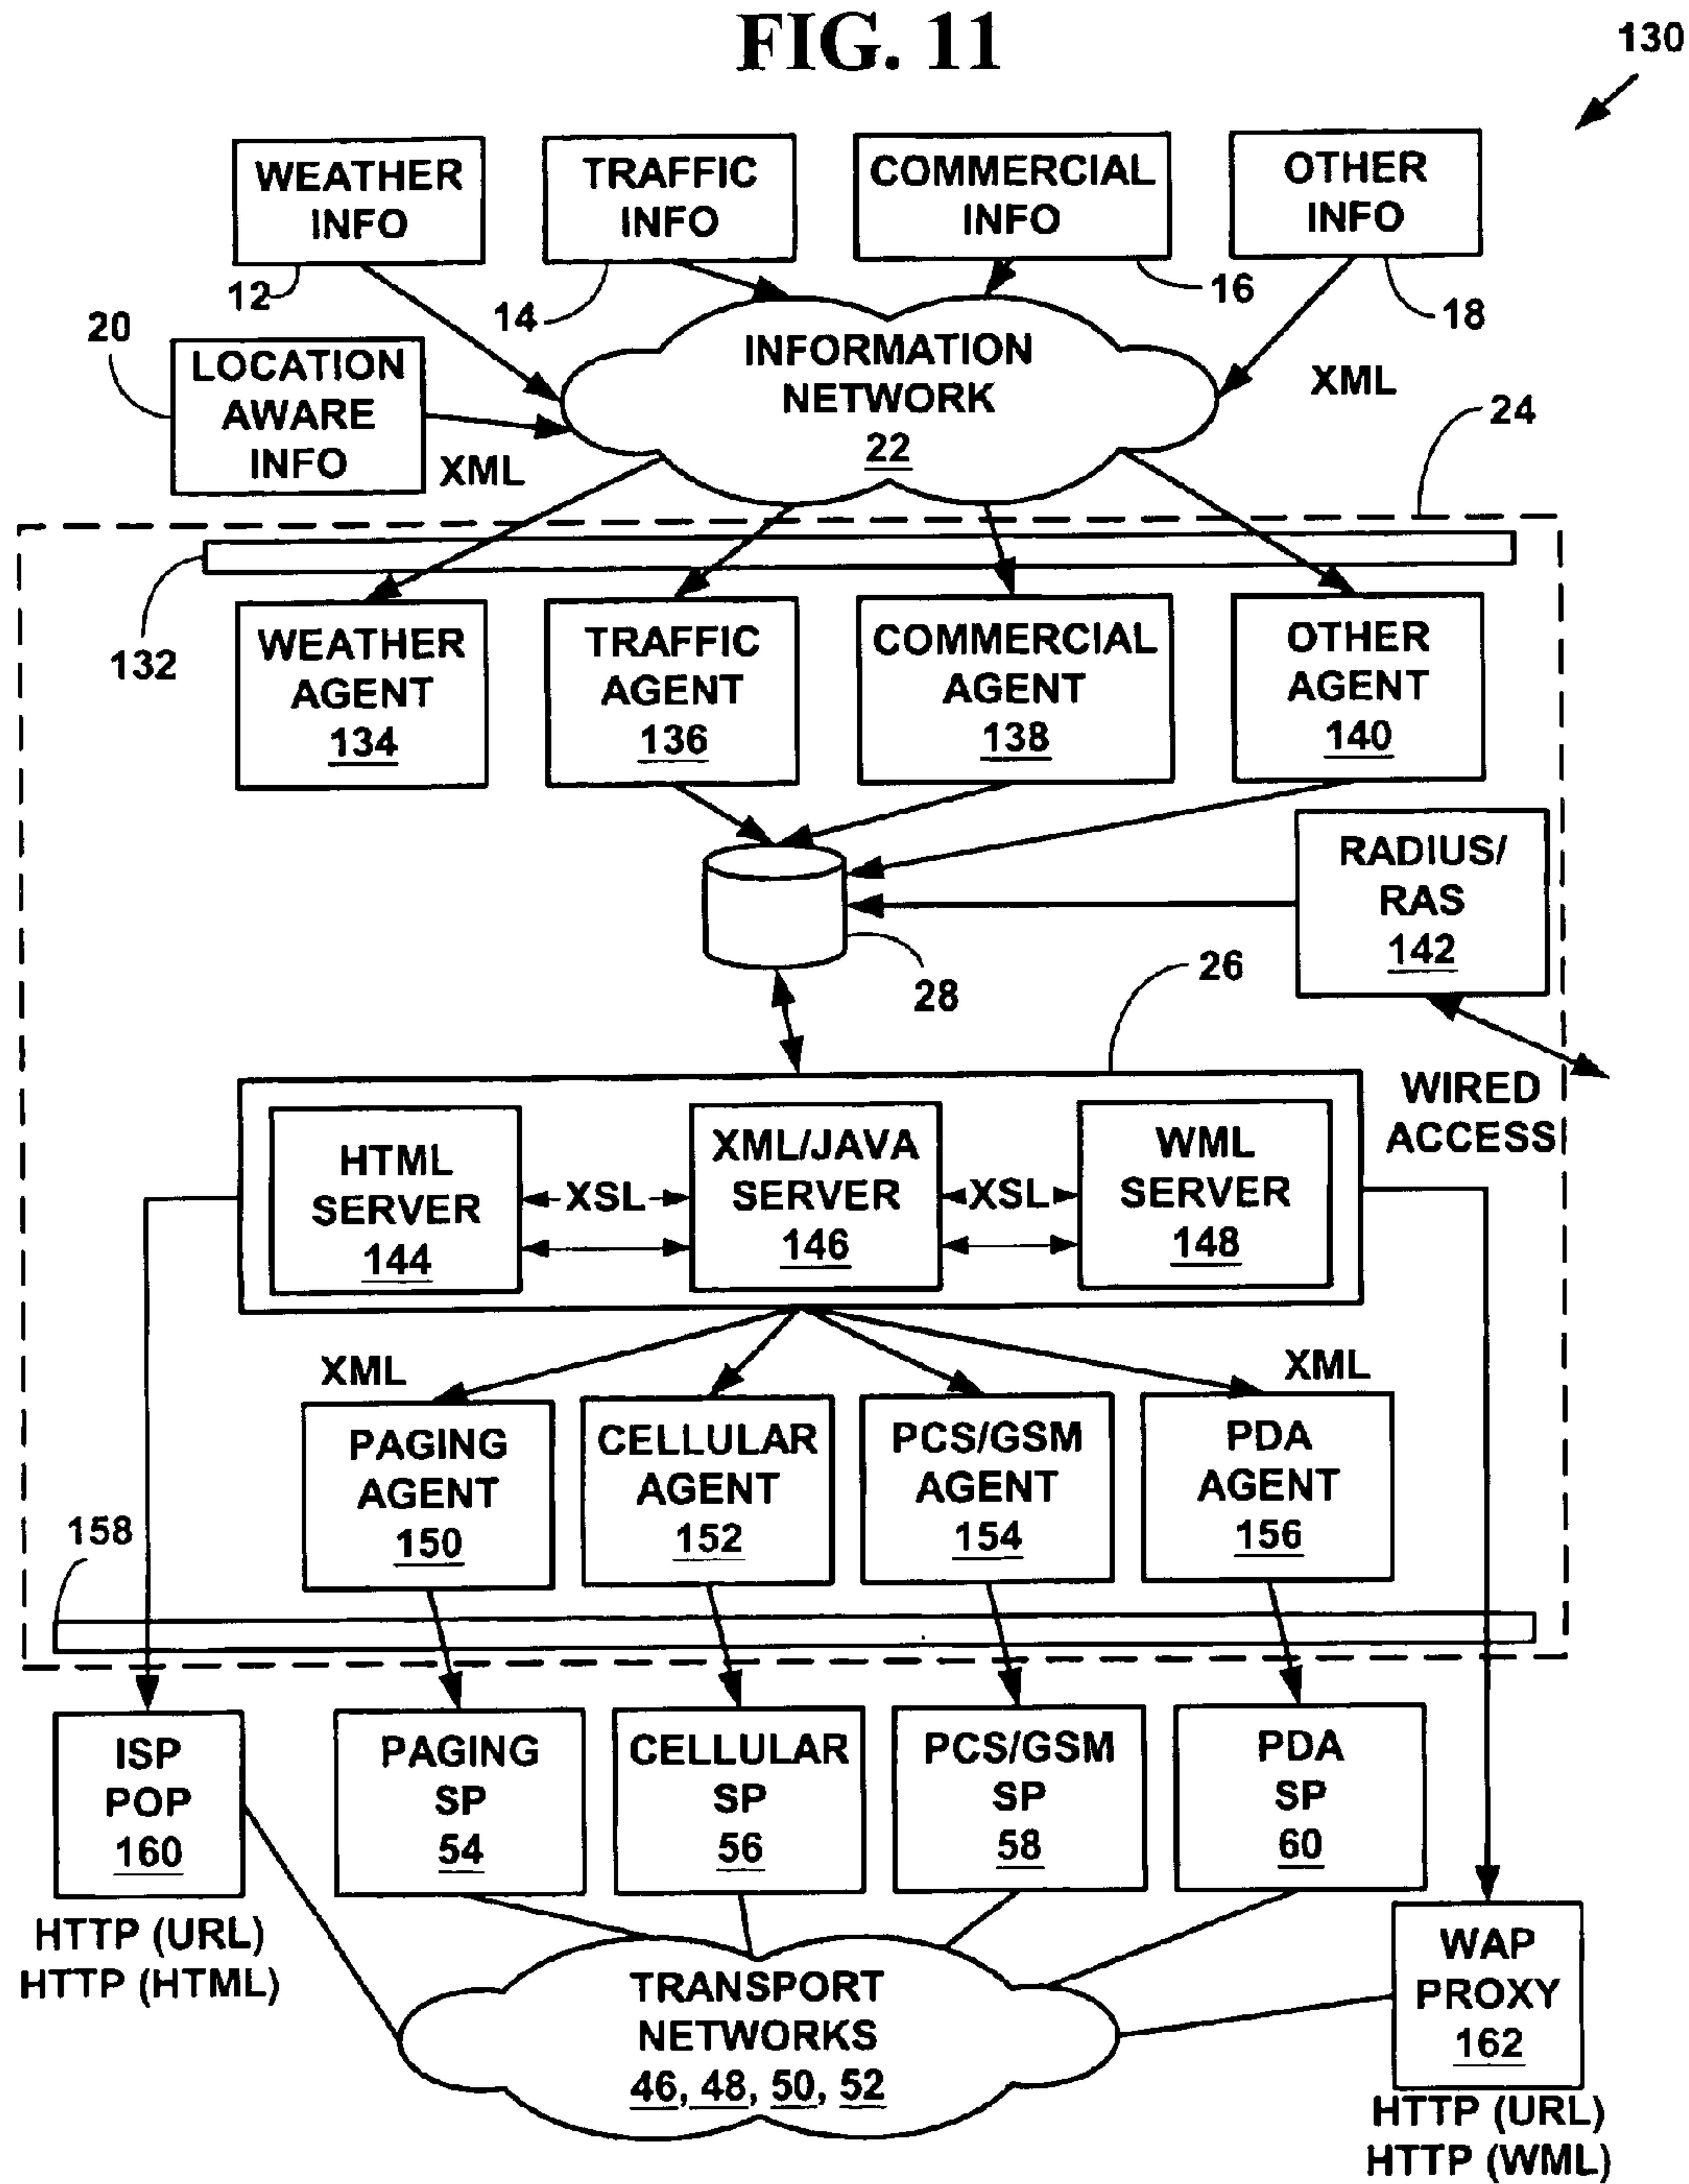 FIG. 11
130
WEATHER
INFO
TRAFFIC
INFO
COMMERCIAL
INFO
OTHER
INFO
12
14
16
18
20
LOCATION
AWARE
INFO
XML
INFORMATION
NETWORK
22
XML
24
132
WEATHER
AGENT
134
TRAFFIC
AGENT
136
COMMERCIAL
AGENT
138
OTHER
AGENT
140
RADIUS/
RAS
142
28
26
WIRED
ACCESS
HTML
SERVER
144
XSL
XML/JAVA
SERVER
146
XSL
WML
SERVER
148
XML
XML
PAGING
AGENT
150
CELLULAR
AGENT
152
PCS/GSM
AGENT
154
PDA
AGENT
156
158
ISP
POP
160
PAGING
SP
54
CELLULAR
SP
56
PCS/GSM
SP
58
PDA
SP
60
HTTP (URL)
HTTP (HTML)
TRANSPORT
NETWORKS
46, 48, 50, 52
WAP
PROXY
162
HTTP (URL)
HTTP (WML)